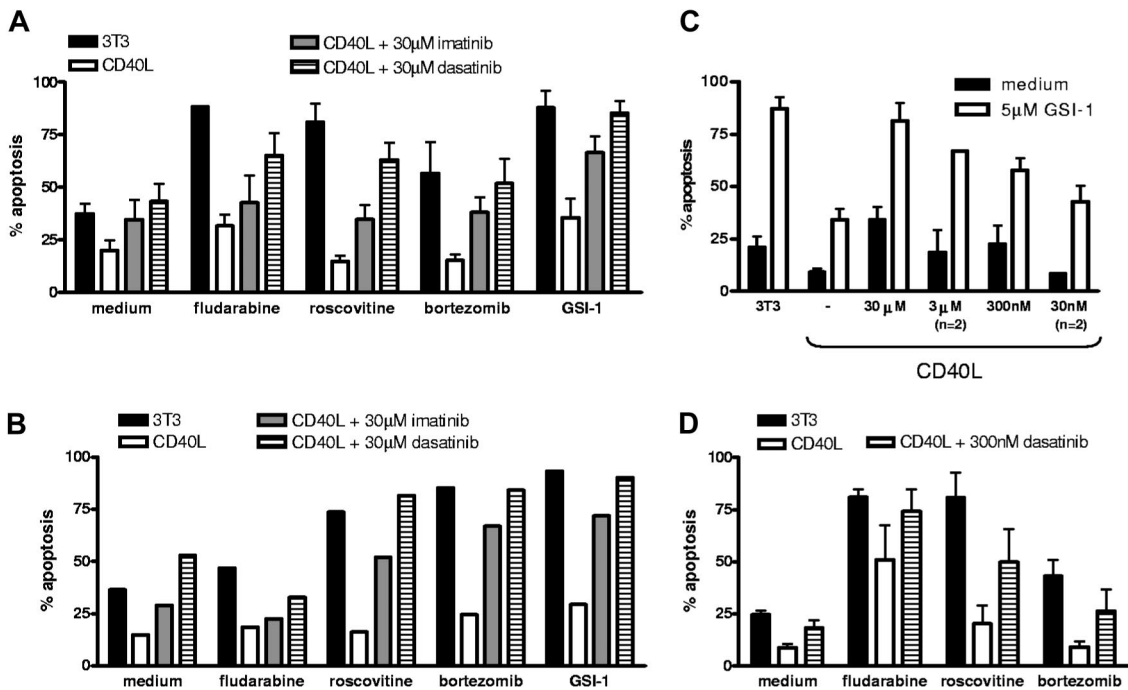 A
3T3
CD40L
CD40L + 30µM imatinib
CD40L + 30µM dasatinib
100
75
50
25
0
% apoptosis
medium fludarabine roscovitine bortezomib GSI-1
C
medium
5µM GSI-1
100
75
50
25
0
% apoptosis
3T3 - 30 µM 3 µM 300nM 30nM
(n=2) (n=2)
CD40L
B
3T3
CD40L
CD40L + 30µM imatinib
CD40L + 30µM dasatinib
100
75
50
25
0
% apoptosis
medium fludarabine roscovitine bortezomib GSI-1
D
3T3
CD40L
CD40L + 300nM dasatinib
100
75
50
25
0
% apoptosis
medium fludarabine roscovitine bortezomib